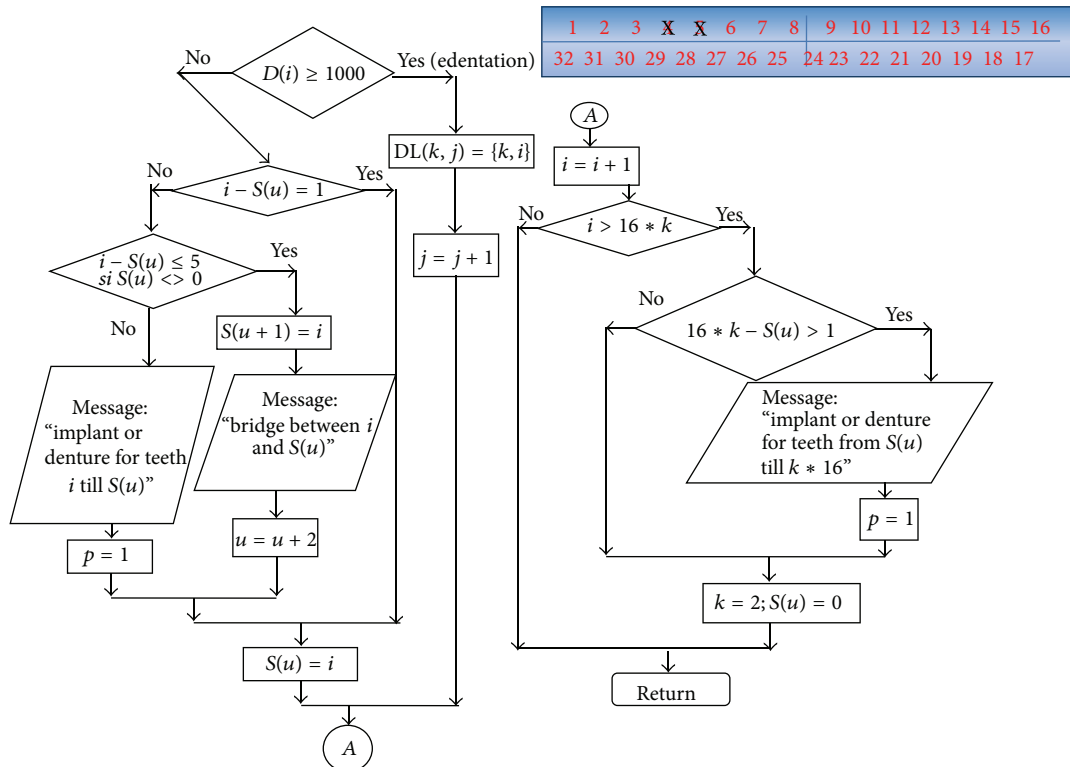 1 2 3 X X 6 7 8 9 10 11 12 13 14 15 16
32 31 30 29 28 27 26 25 24 23 22 21 20 19 18 17
D(i) ≥ 1000
No
Yes (edentation)
DL(k, j) = {k, i}
j = j + 1
i − S(u) = 1
No
Yes
i − S(u) ≤ 5
si S(u) <> 0
Yes
No
S(u + 1) = i
Message:
“implant or
denture for teeth
i till S(u)”
Message:
“bridge between i
and S(u)”
p = 1
u = u + 2
S(u) = i
A
A
i = i + 1
No
i > 16 ∗ k
Yes
No
16 ∗ k − S(u) > 1
Yes
Message:
“implant or denture
for teeth from S(u)
till k ∗ 16”
p = 1
k = 2; S(u) = 0
Return